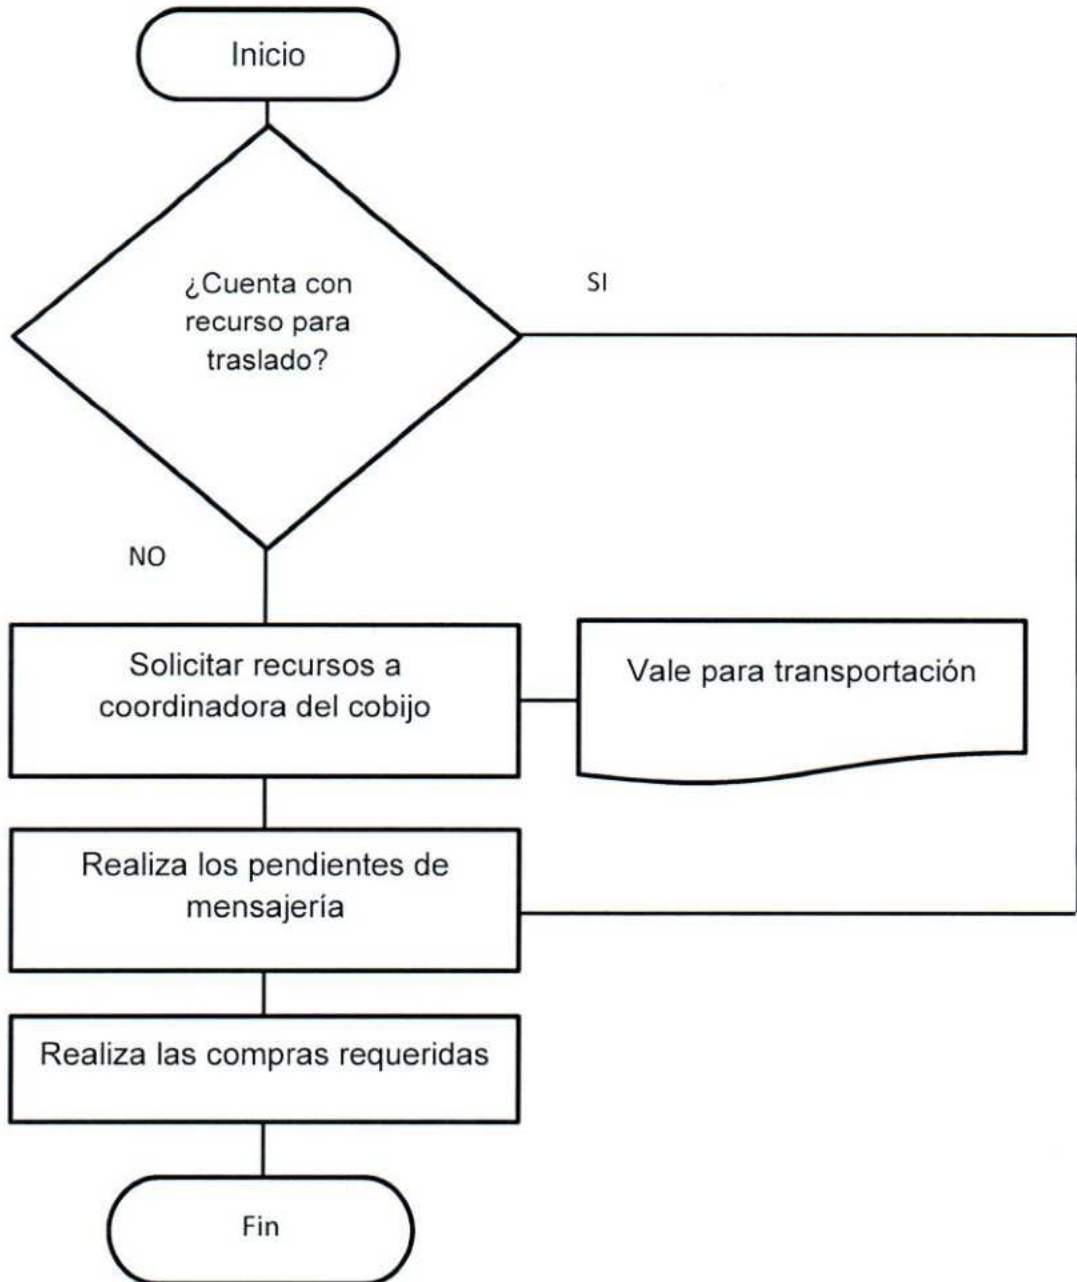 Inicio
¿Cuenta con
recurso para
traslado?
SI
NO
Solicitar recursos a
coordinadora del cobijo
Vale para transportación
Realiza los pendientes de
mensajería
Realiza las compras requeridas
Fin